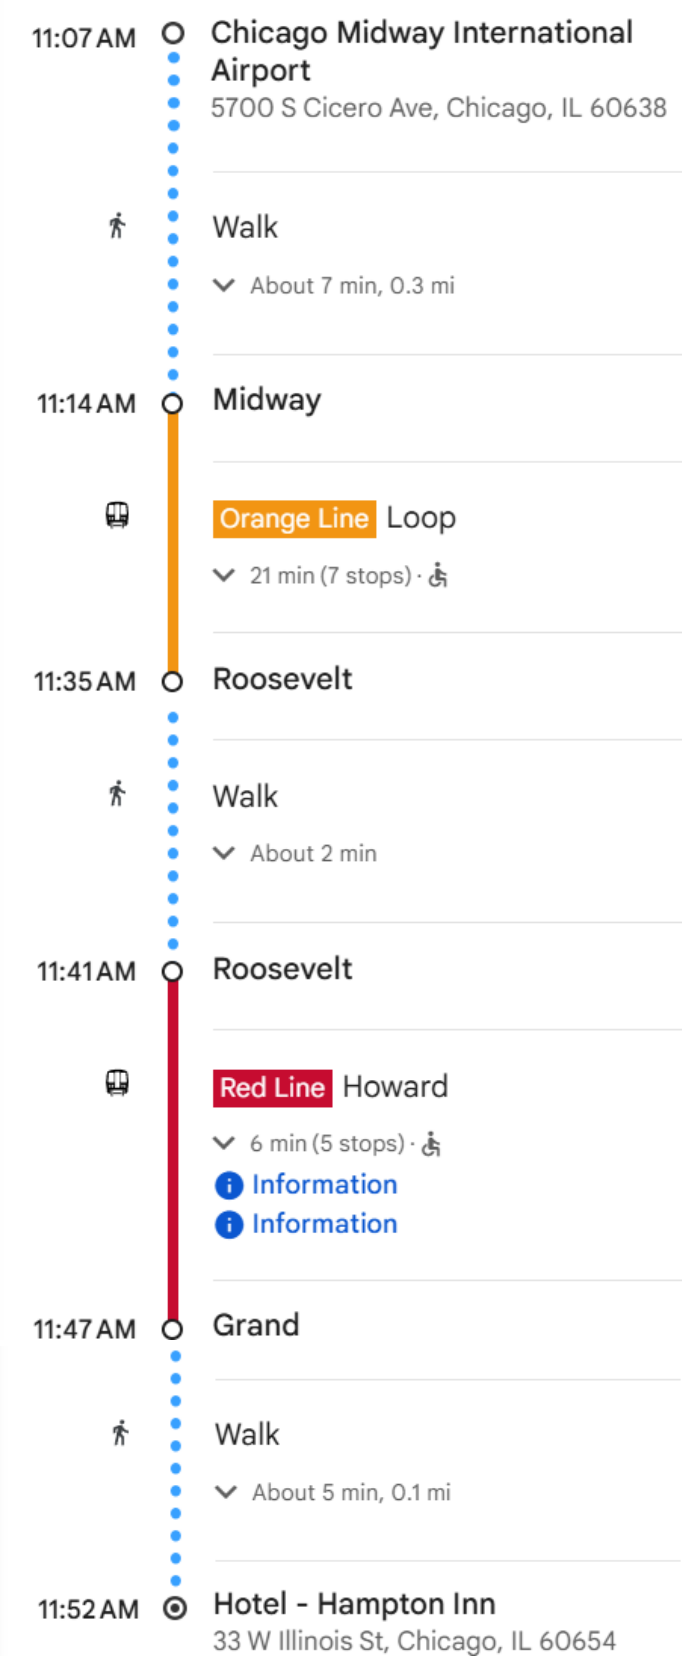 11:07 AM
Chicago Midway International
Airport
5700 S Cicero Ave, Chicago, IL 60638
Walk
About 7 min, 0.3 mi
11:14 AM
Midway
Orange Line Loop
21 min (7 stops) ·
11:35 AM
Roosevelt
Walk
About 2 min
11:41 AM
Roosevelt
Red Line Howard
6 min (5 stops) ·
Information
Information
11:47 AM
Grand
Walk
About 5 min, 0.1 mi
11:52 AM
Hotel - Hampton Inn
33 W Illinois St, Chicago, IL 60654